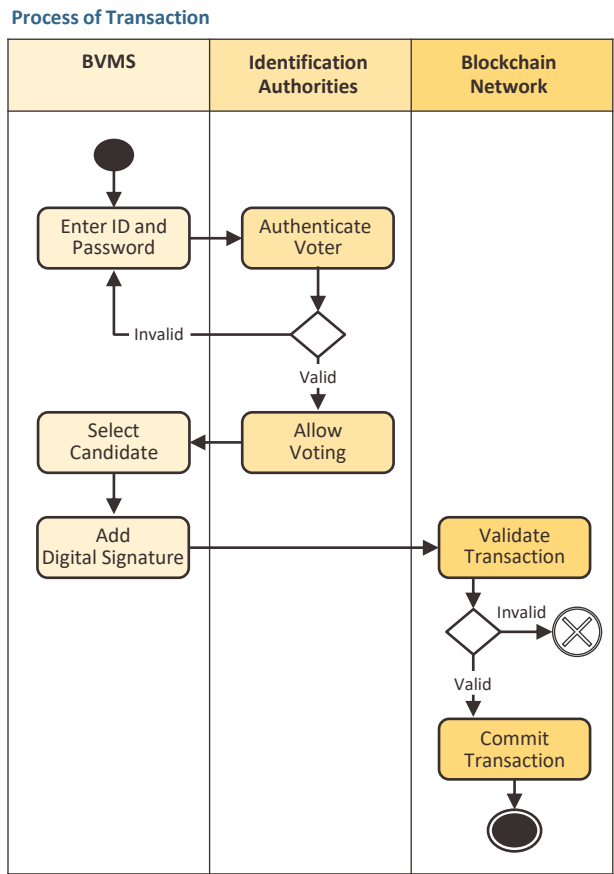 Process of Transaction
BVMS
Identification
Authorities
Blockchain
Network
Enter ID and
Password
Authenticate
Voter
Invalid
Valid
Select
Candidate
Allow
Voting
Add
Digital Signature
Validate
Transaction
Invalid
Valid
Commit
Transaction